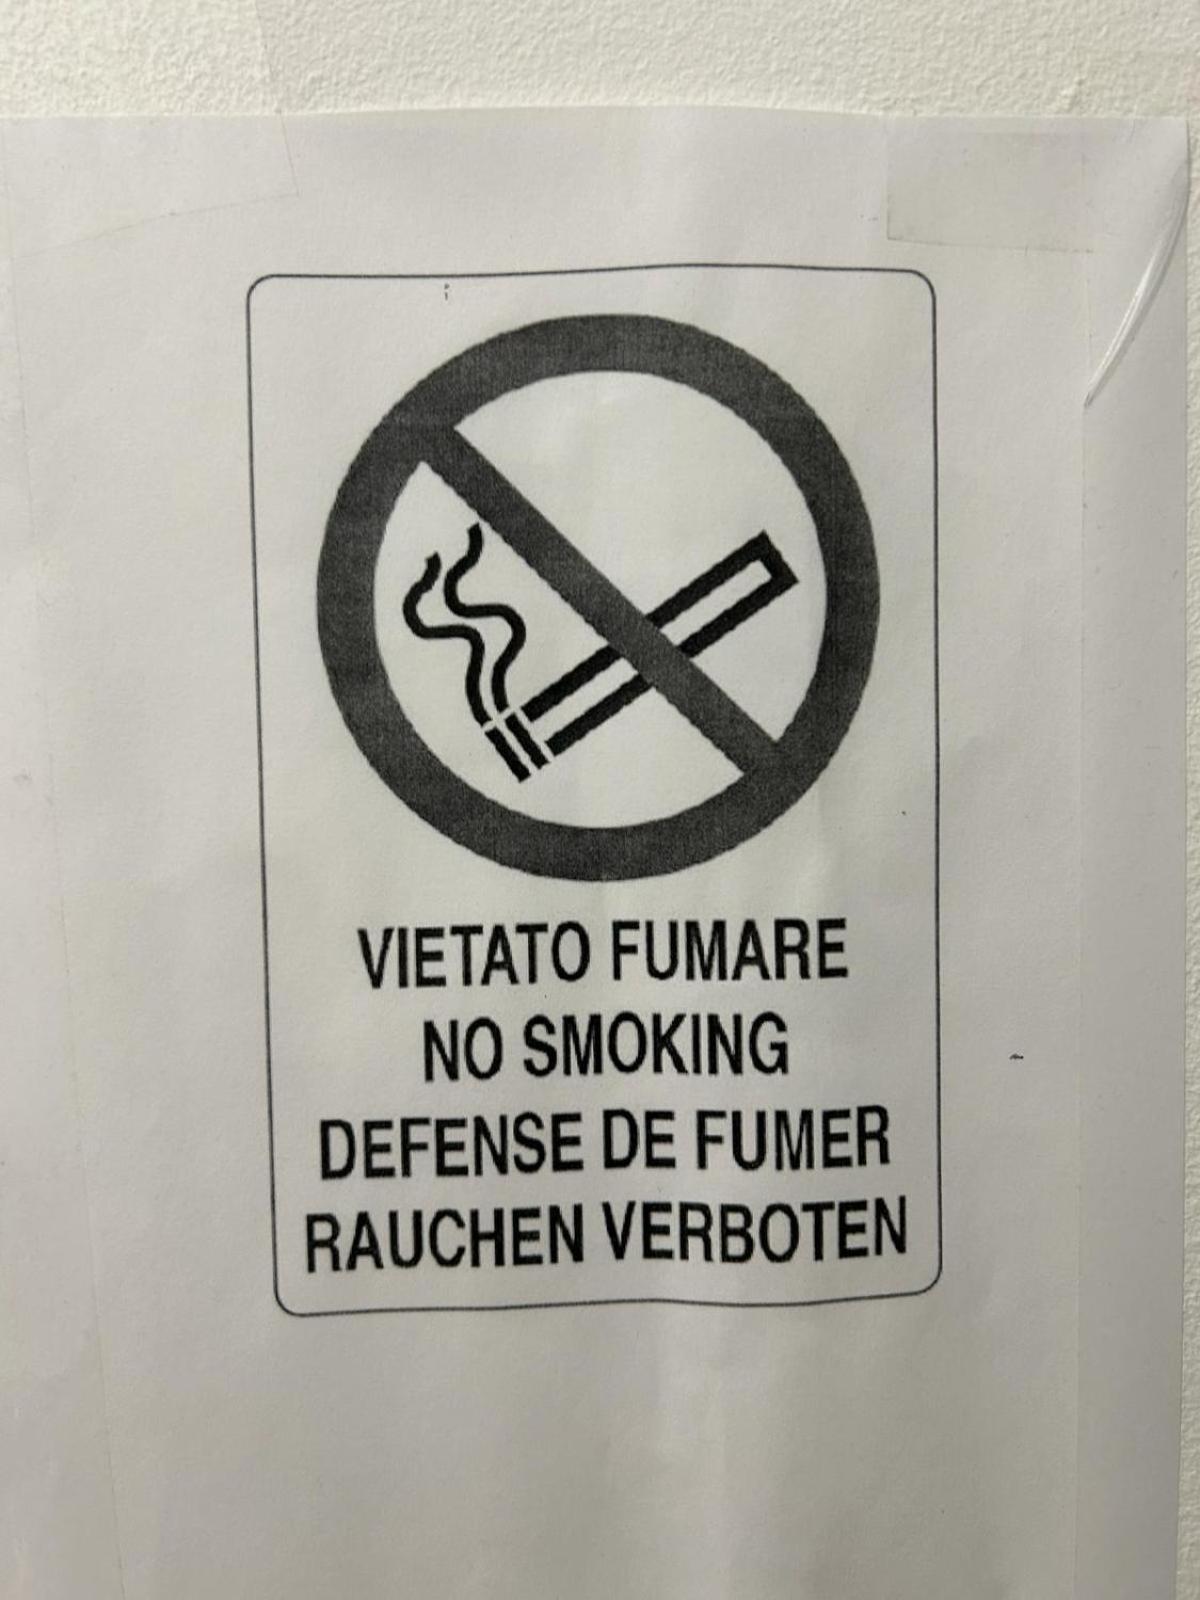 VIETATO FUMARE
NO SMOKING
DEFENSE DE FUMER
RAUCHEN VERBOTEN